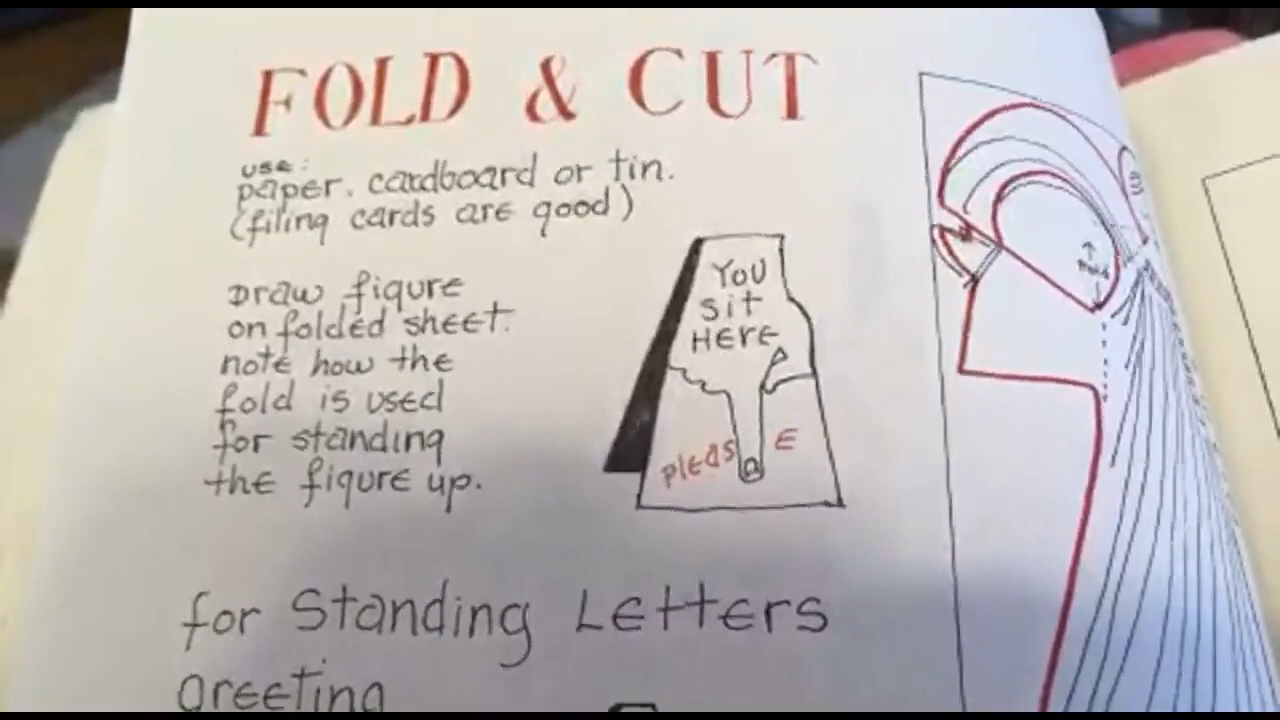 FOLD & CUT
use:
paper. cardboard or tin.
(filing cards are good)
Draw figure
on folded sheet.
note how the
fold is used
for standing
the figure up.
You
sit
HERE
pleas E
for Standing Letters
greeting